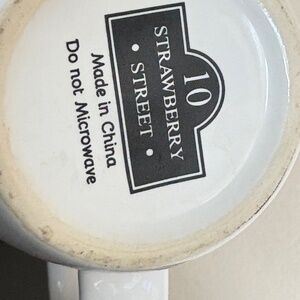 10
STRAWBERRY
• STREET •
Made in China
Do not Microwave